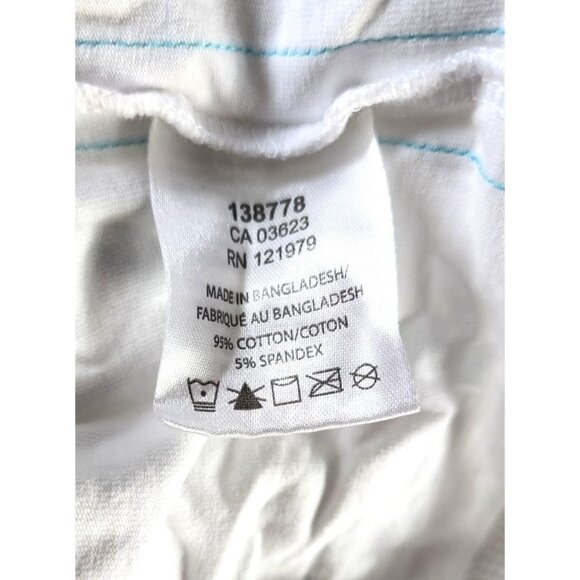 138778
CA 03623
RN 121979
MADE IN BANGLADESH/
FABRIQUÉ AU BANGLADESH
95% COTTON/COTON
5% SPANDEX